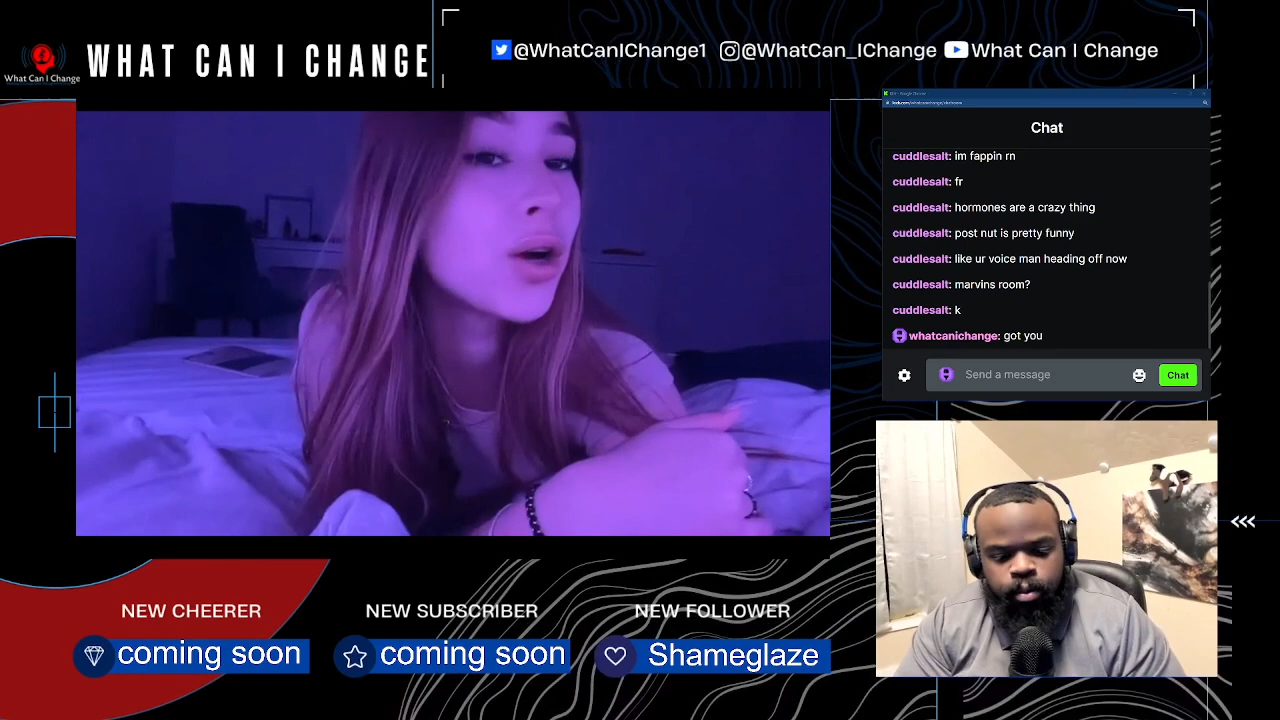 What Can I Change
WHAT CAN I CHANGE
@WhatCanIChange1
@WhatCan_IChange
What Can I Change
Chat
cuddlesalt: im fappin rn
cuddlesalt: fr
cuddlesalt: hormones are a crazy thing
cuddlesalt: post nut is pretty funny
cuddlesalt: like ur voice man heading off now
cuddlesalt: marvins room?
cuddlesalt: k
whatcanichange: got you
Send a message
Chat
NEW CHEERER
coming soon
NEW SUBSCRIBER
coming soon
NEW FOLLOWER
Shameglaze